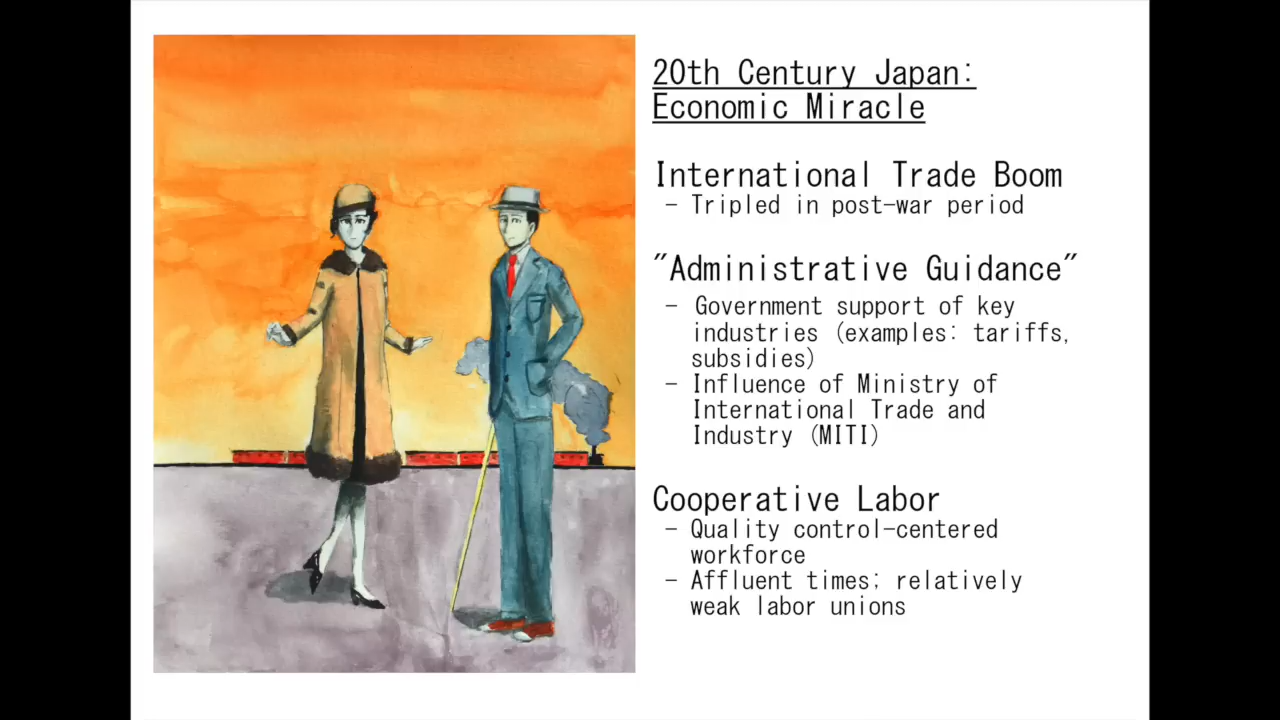 20th Century Japan:
Economic Miracle
International Trade Boom
- Tripled in post-war period
"Administrative Guidance"
- Government support of key
industries (examples: tariffs,
subsidies)
- Influence of Ministry of
International Trade and
Industry (MITI)
Cooperative Labor
- Quality control-centered
workforce
- Affluent times; relatively
weak labor unions